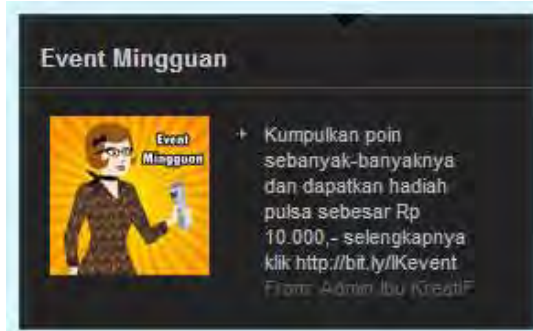 Event Mingguan
Event
Mingguan
+ Kumpulkan poin
sebanyak-banyaknya
dan dapatkan hadiah
pulsa sebesar Rp
10.000,- selengkapnya
klik http://bit.ly/IKevent
From: Admin Ibu KreatiF